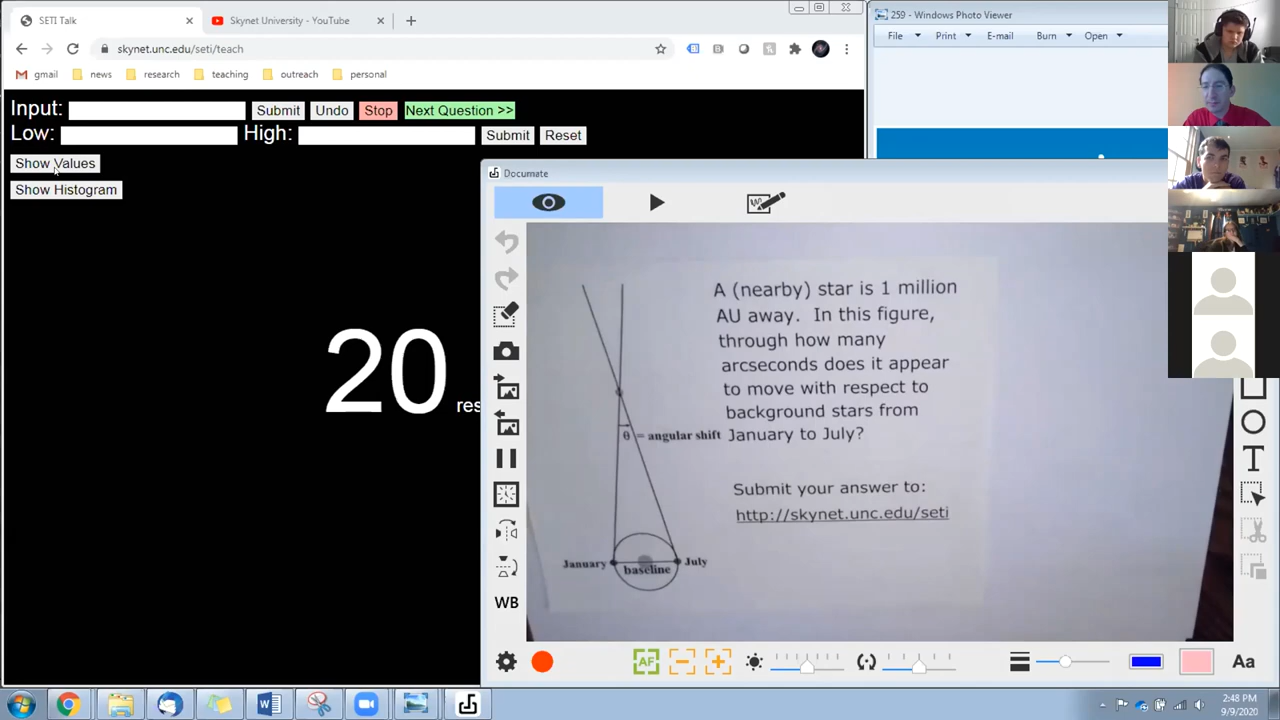 SETI Talk
Skynet University - YouTube
skynet.unc.edu/seti/teach
gmail
news
research
teaching
outreach
personal
Input:
Submit
Undo
Stop
Next Question >>
Low:
High:
Submit
Reset
Show Values
Show Histogram
20 res
259 - Windows Photo Viewer
File
Print
E-mail
Burn
Open
Documate
A (nearby) star is 1 million
AU away. In this figure,
through how many
arcseconds does it appear
to move with respect to
background stars from
January to July?
θ = angular shift
Submit your answer to:
http://skynet.unc.edu/seti
January
baseline
July
WB
AF
T
Aa
2:48 PM
9/9/2020